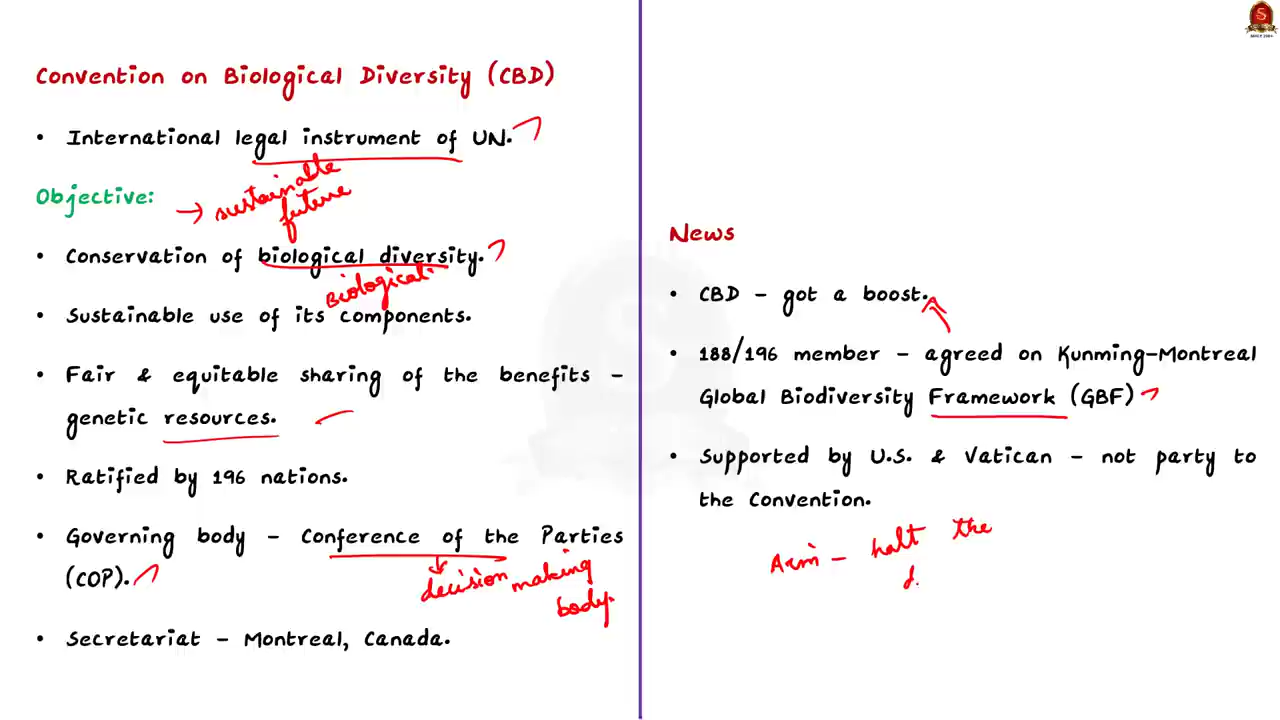 Convention on Biological Diversity (CBD)
• International legal instrument of UN.
Objective:
→ sustainable
future
• Conservation of biological diversity.
Biological
• Sustainable use of its components.
• Fair & equitable sharing of the benefits –
genetic resources.
• Ratified by 196 nations.
• Governing body – Conference of the Parties
(COP).
decision making
body.
• Secretariat – Montreal, Canada.
News
• CBD – got a boost.
• 188/196 member – agreed on Kunming-Montreal
Global Biodiversity Framework (GBF)
• Supported by U.S. & Vatican – not party to
the Convention.
Aim – halt the